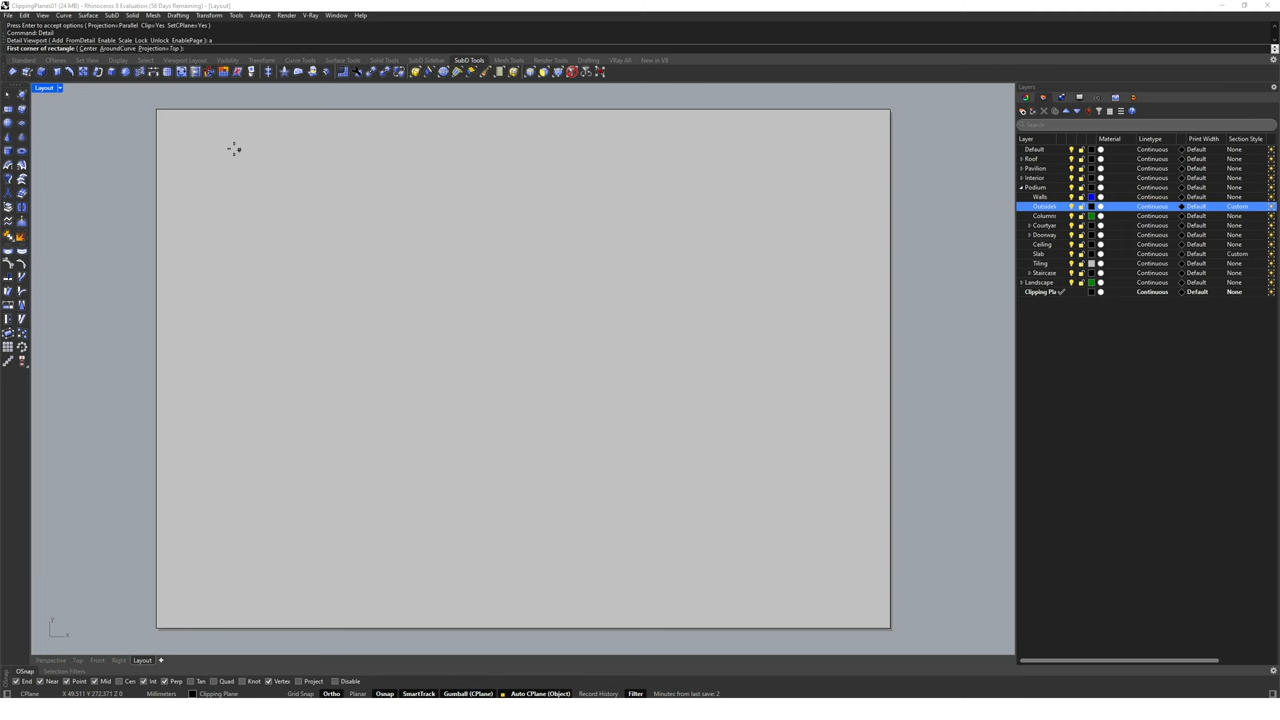 ClippingPlanes01 (24 MB) - Rhinoceros 8 Evaluation (56 Days Remaining) - [Layout]
File Edit View Curve Surface SubD Solid Mesh Drafting Transform Tools Analyze Render V-Ray Window Help
Press Enter to accept options ( Projection=Parallel Clip=Yes SetCPlane=Yes )
Command: Detail
Detail Viewport ( Add FromDetail Enable Scale Lock Unlock EnablePage ): a
First corner of rectangle ( Center AroundCurve Projection=Top ):
Standard CPlanes Set View Display Select Viewport Layout Visibility Transform Curve Tools Surface Tools Solid Tools SubD Sidebar SubD Tools Mesh Tools Render Tools Drafting VRay AR New in V8
Layout
Layers
Search
Layer Material Linetype Print Width Section Style
Default Continuous Default None
Roof Continuous Default None
Pavilion Continuous Default None
Interior Continuous Default None
Podium Continuous Default None
Walls Continuous Default None
Continuous Default Custom
Column Continuous Default None
Courtyar Continuous Default None
Doorway Continuous Default None
Ceiling Continuous Default None
Slab Continuous Default Custom
Tiling Continuous Default None
Staircase Continuous Default None
Landscape Continuous Default None
Clipping Pla Continuous Default None
y
x
Perspective Top Front Right Layout
OSnap Selection Filters
End Near Point Mid Cen Int Perp Tan Quad Knot Vertex Project Disable
CPlane X 49.511 Y 272.371 Z 0 Millimeters Clipping Plane Grid Snap Ortho Planar Osnap SmartTrack Gumball (CPlane) Auto CPlane (Object) Record History Filter Minutes from last save: 2